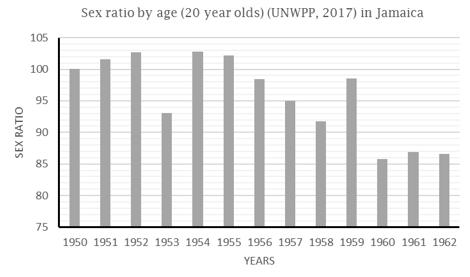 Sex ratio by age (20 year olds) (UNWPP, 2017) in Jamaica
105
100
95
90
85
80
75
SEX RATIO
1950 1951 1952 1953 1954 1955 1956 1957 1958 1959 1960 1961 1962
YEARS